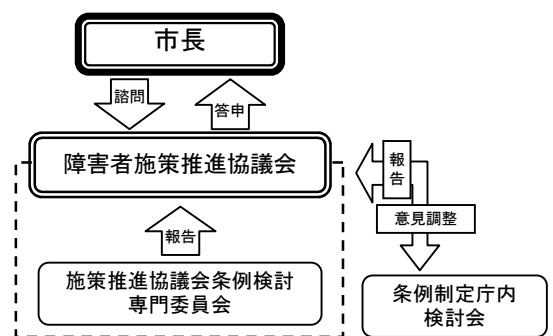 市長
諮問
答申
障害者施策推進協議会
報告
意見調整
報告
施策推進協議会条例検討
専門委員会
条例制定庁内
検討会